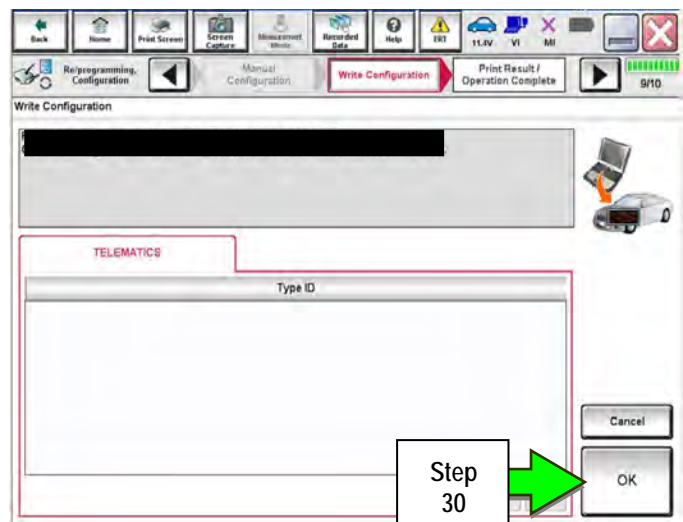 Back
Home
Print Screen
Screen
Capture
Measurement
Mode
Recorded
Data
Help
ERT
11.4V
VI
MI
Re/programming,
Configuration
Manual
Configuration
Write Configuration
Print Result /
Operation Complete
9/10
Write Configuration
TELEMATICS
Type ID
Cancel
Step
30
OK